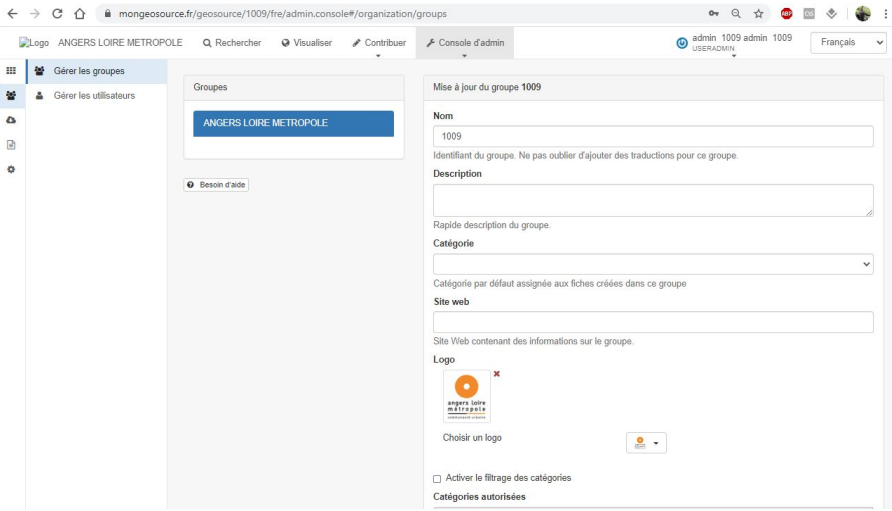 mongeosource.fr/geosource/1009/fre/admin.console#/organization/groups
ABP
Logo ANGERS LOIRE METROPOLE Rechercher Visualiser Contribuer Console d'admin admin 1009 admin 1009 Français
USERADMIN
Gérer les groupes
Gérer les utilisateurs
Groupes
ANGERS LOIRE METROPOLE
Besoin d'aide
Mise à jour du groupe 1009
Nom
1009
Identifiant du groupe. Ne pas oublier d'ajouter des traductions pour ce groupe.
Description
Rapide description du groupe.
Catégorie
Catégorie par défaut assignée aux fiches créées dans ce groupe
Site web
Site Web contenant des informations sur le groupe.
Logo
angers Loire
métropole
communauté urbaine
Choisir un logo
Activer le filtrage des catégories
Catégories autorisées